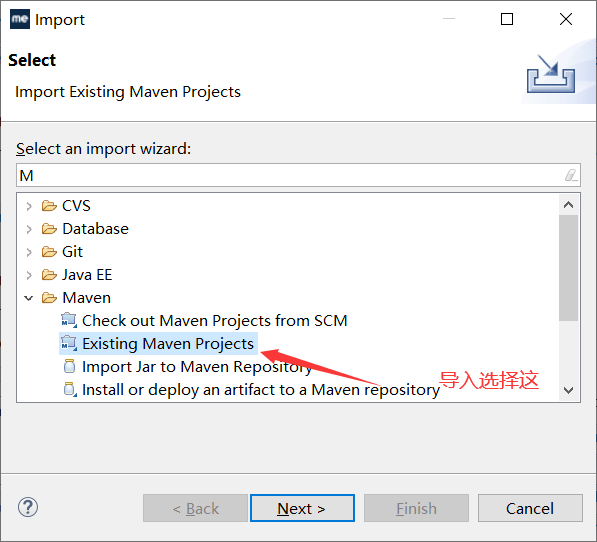 me Import
Select
Import Existing Maven Projects
Select an import wizard:
M
CVS
Database
Git
Java EE
Maven
Check out Maven Projects from SCM
Existing Maven Projects
Import Jar to Maven Repository
导入选择这
Install or deploy an artifact to a Maven repository
< Back
Next >
Finish
Cancel